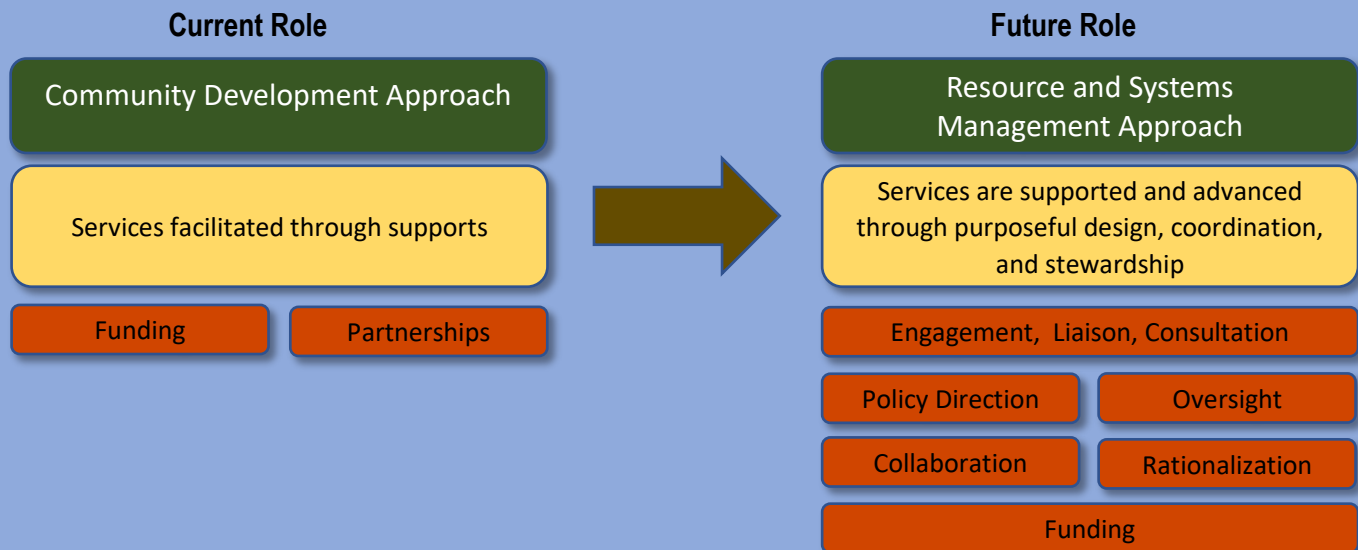 Current Role
Community Development Approach
Services facilitated through supports
Funding
Partnerships
Future Role
Resource and Systems
Management Approach
Services are supported and advanced
through purposeful design, coordination,
and stewardship
Engagement, Liaison, Consultation
Policy Direction
Oversight
Collaboration
Rationalization
Funding